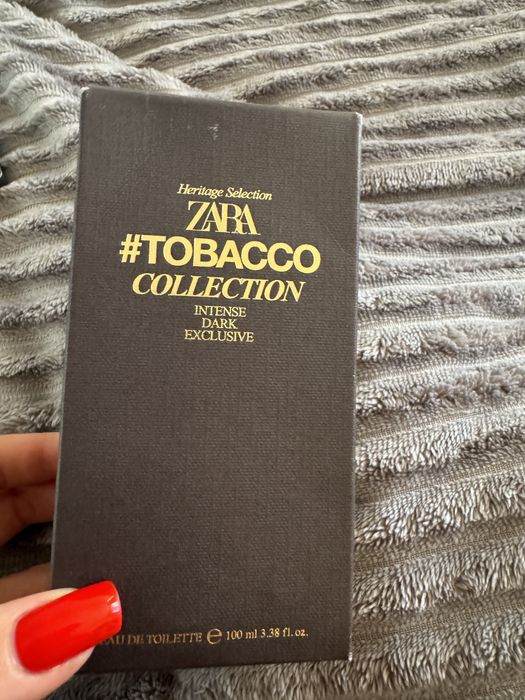 Heritage Selection
ZARA
#TOBACCO
COLLECTION
INTENSE
DARK
EXCLUSIVE
EAU DE TOILETTE ℮ 100 ml 3.38 fl. oz.